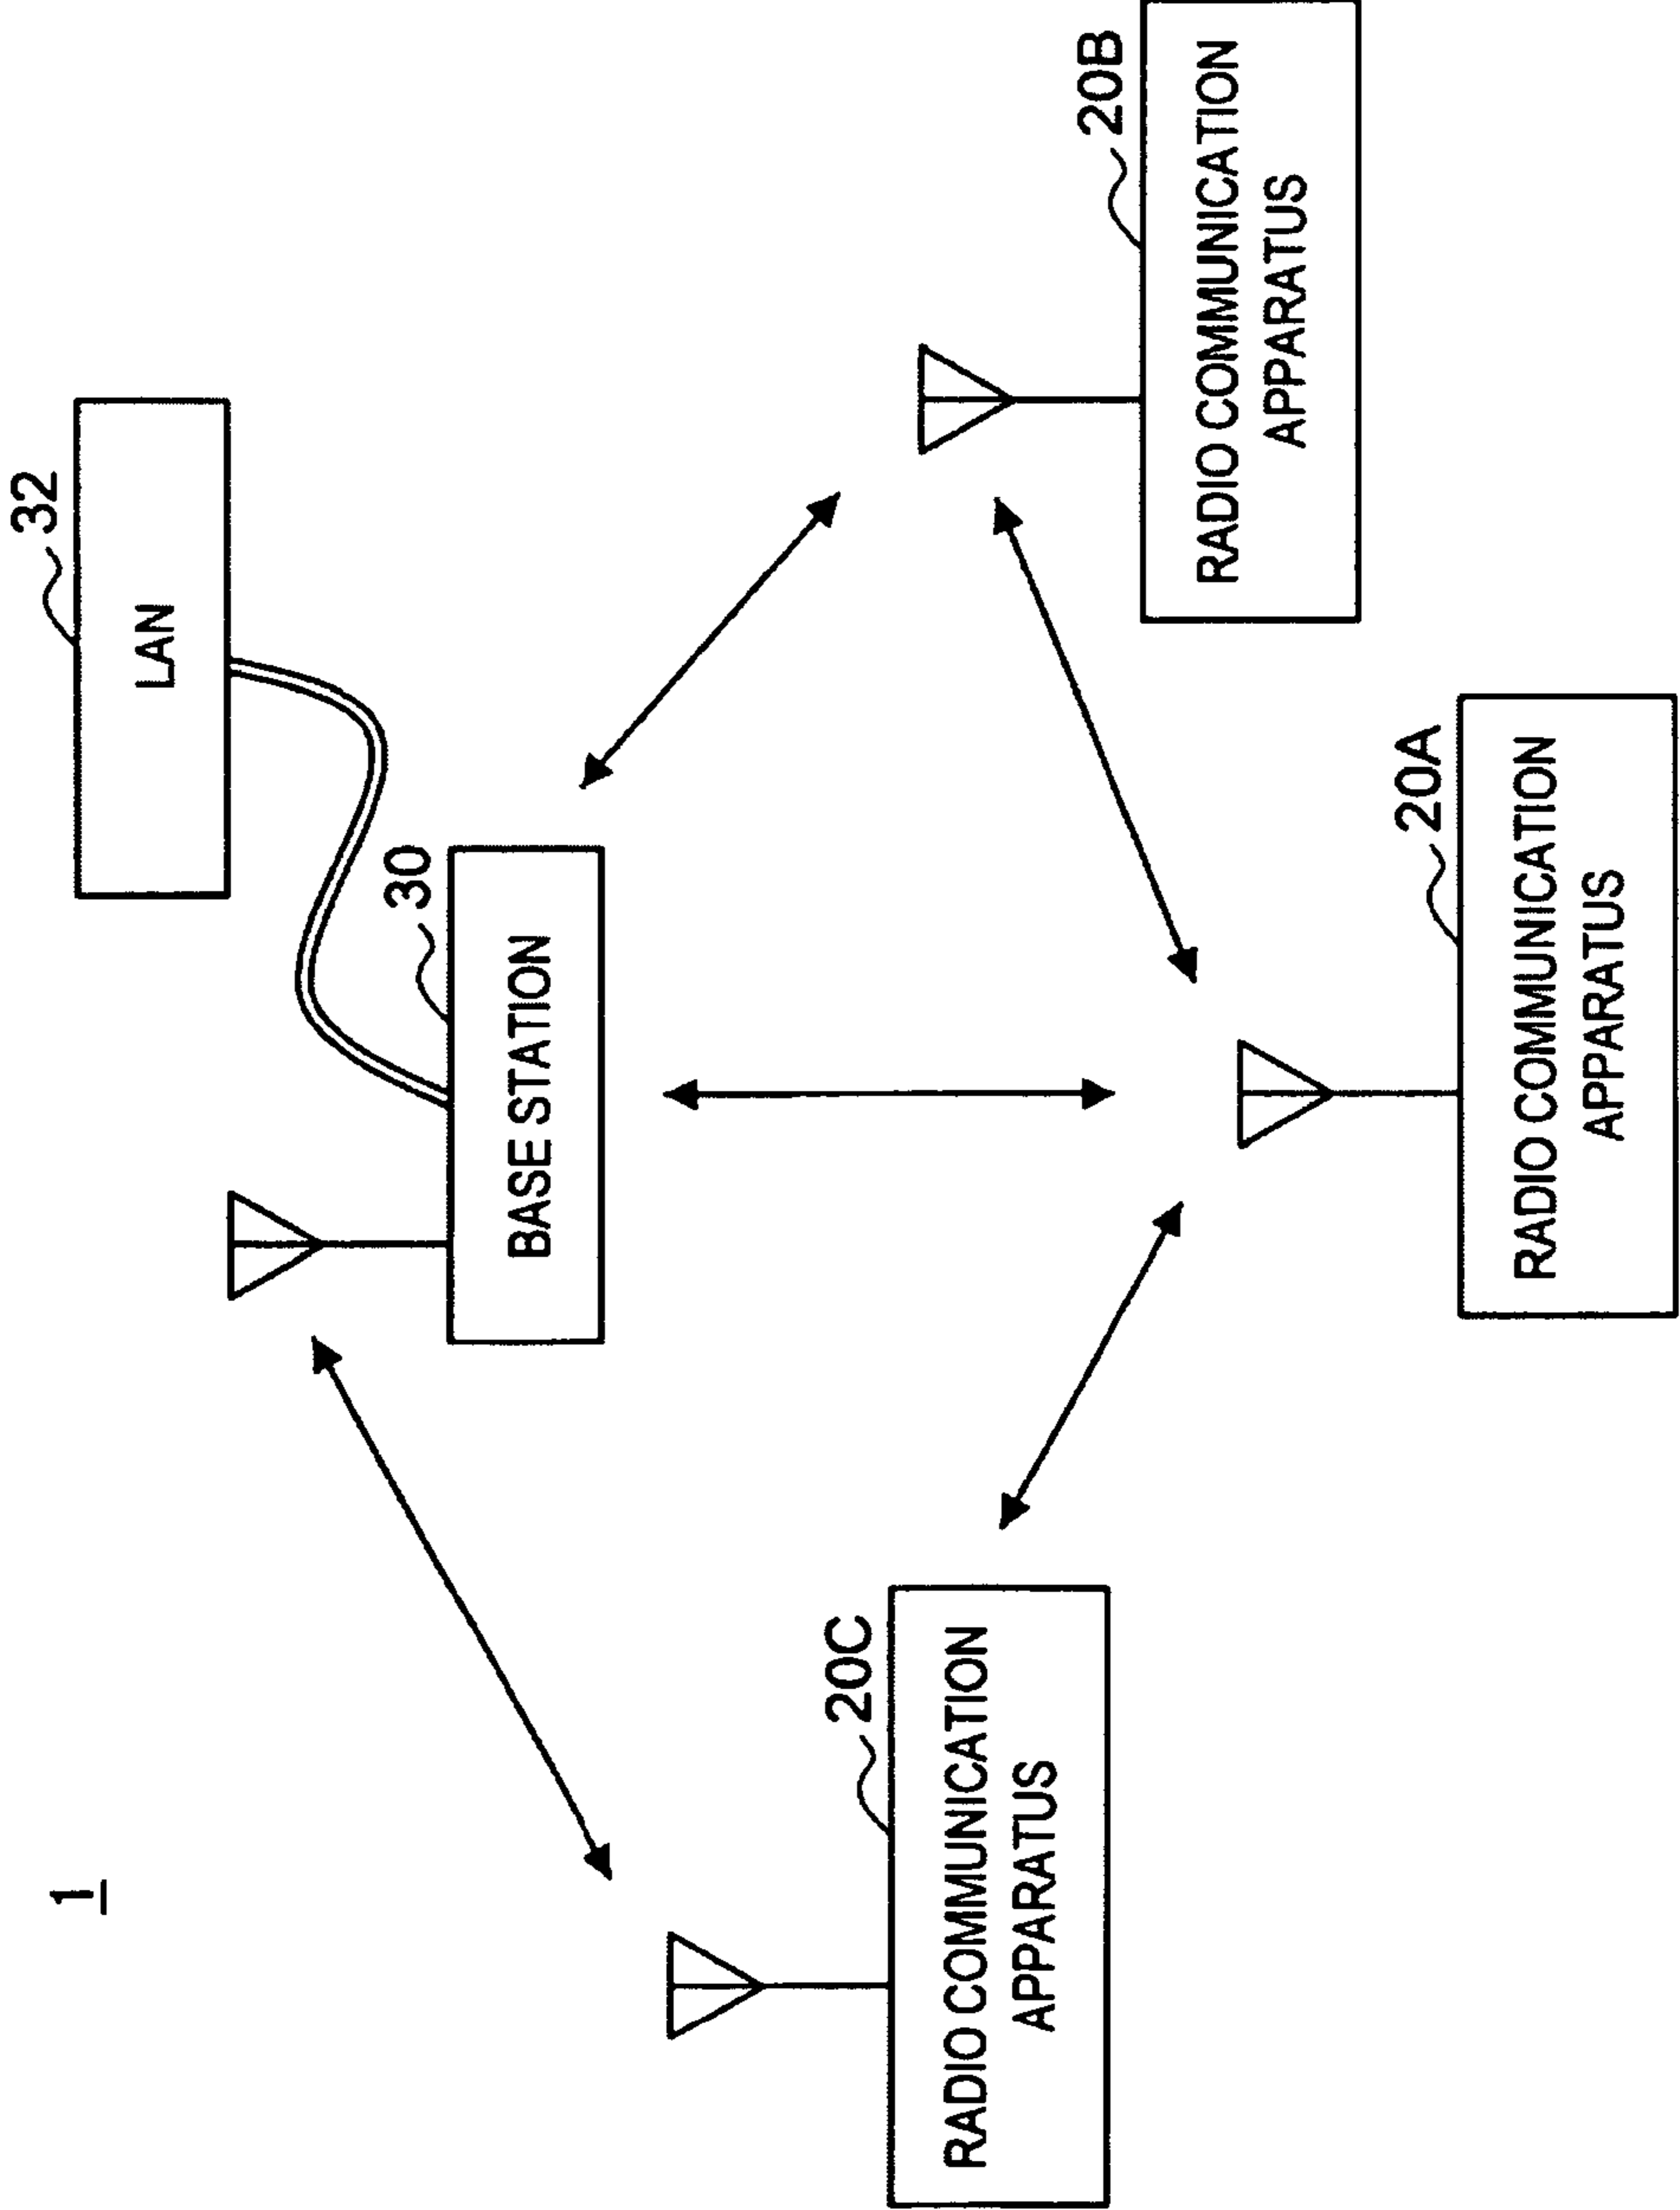 1
32
LAN
30
BASE STATION
20C
RADIO COMMUNICATION
APPARATUS
20B
RADIO COMMUNICATION
APPARATUS
20A
RADIO COMMUNICATION
APPARATUS